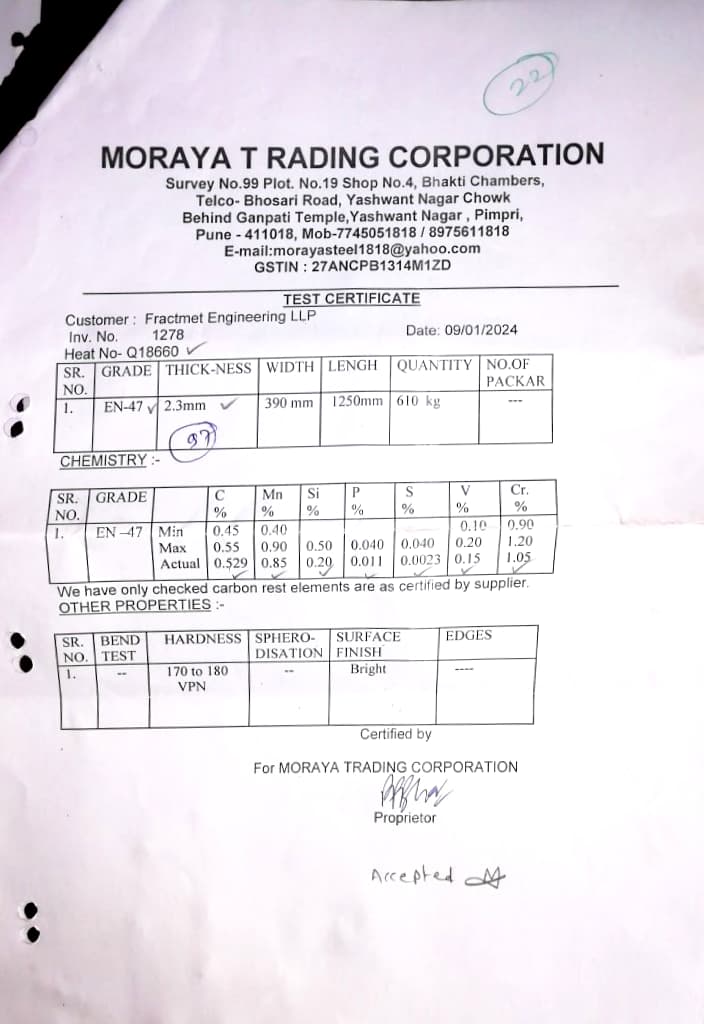 22
MORAYA T RADING CORPORATION
Survey No.99 Plot. No.19 Shop No.4, Bhakti Chambers,
Telco- Bhosari Road, Yashwant Nagar Chowk
Behind Ganpati Temple,Yashwant Nagar , Pimpri,
Pune - 411018, Mob-7745051818 / 8975611818
E-mail:morayasteel1818@yahoo.com
GSTIN : 27ANCPB1314M1ZD
TEST CERTIFICATE
Customer : Fractmet Engineering LLP
Inv. No. 1278 Date: 09/01/2024
Heat No- Q18660 ✓
SR. GRADE THICK-NESS WIDTH LENGH QUANTITY NO.OF
NO. PACKAR
1. EN-47 ✓ 2.3mm ✓ 390 mm 1250mm 610 kg ---
97
CHEMISTRY :-
SR. GRADE C Mn Si P S V Cr.
NO. % % % % % % %
1. EN –47 Min 0.45 0.40 0.10 0.90
Max 0.55 0.90 0.50 0.040 0.040 0.20 1.20
Actual 0.529 0.85 0.20 0.011 0.0023 0.15 1.05
We have only checked carbon rest elements are as certified by supplier.
OTHER PROPERTIES :-
SR. BEND HARDNESS SPHERO- SURFACE EDGES
NO. TEST DISATION FINISH
1. -- 170 to 180 -- Bright ----
VPN
Certified by
For MORAYA TRADING CORPORATION
Proprietor
Accepted